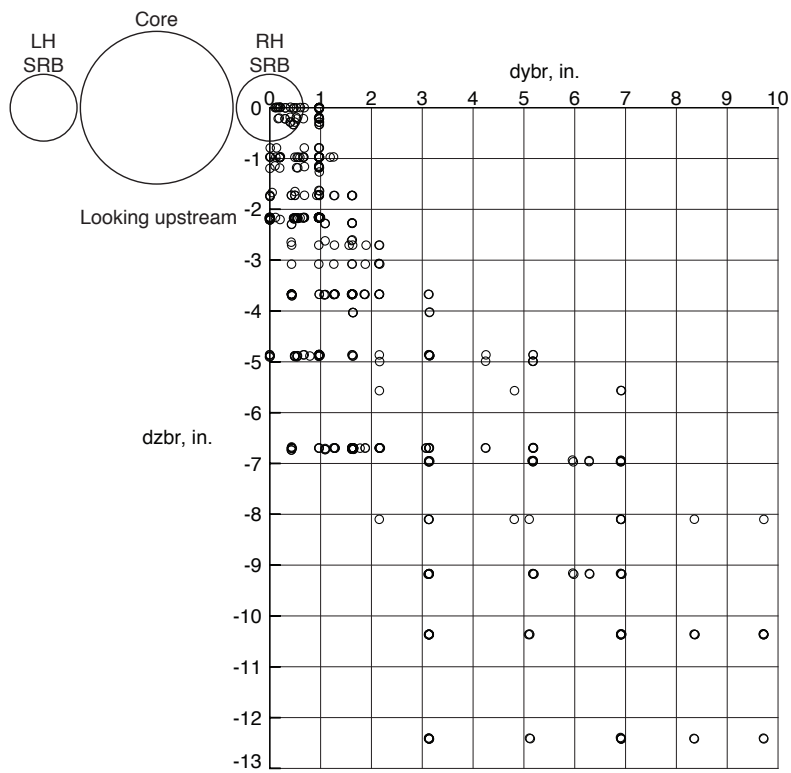 Core
LH
SRB
RH
SRB
dybr, in.
0 1 2 3 4 5 6 7 8 9 10
0
-1
-2
Looking upstream
-3
-4
-5
-6
dzbr, in.
-7
-8
-9
-10
-11
-12
-13